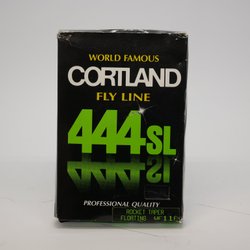 WORLD FAMOUS
CORTLAND
FLY LINE
444SL
PROFESSIONAL QUALITY
ROCKET TAPER
FLOATING